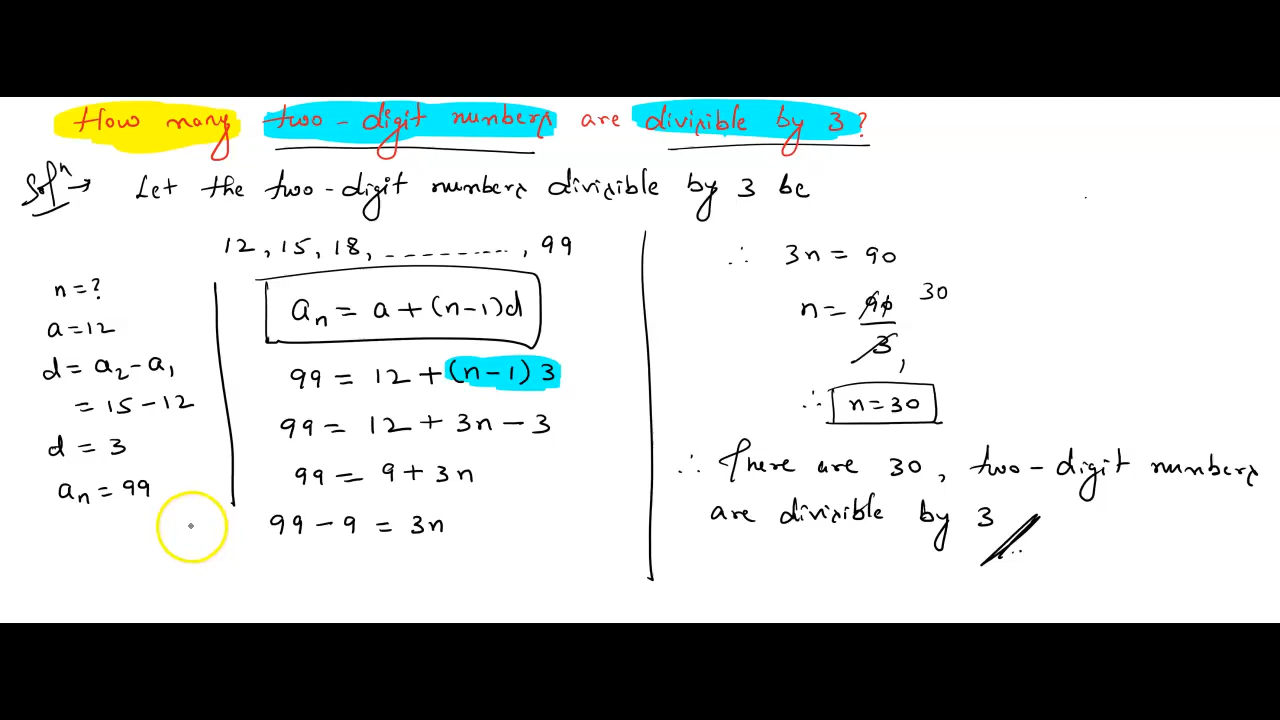 How many two-digit numbers are divisible by 3?
Solⁿ → Let the two-digit numbers divisible by 3 be
12, 15, 18, ..........., 99
n = ?
a = 12
d = a₂ - a₁
= 15 - 12
d = 3
aₙ = 99
aₙ = a + (n-1)d
99 = 12 + (n-1)3
99 = 12 + 3n - 3
99 = 9 + 3n
99 - 9 = 3n
∴ 3n = 90
n = 90/3 30
∴ n = 30
∴ There are 30, two-digit numbers
are divisible by 3